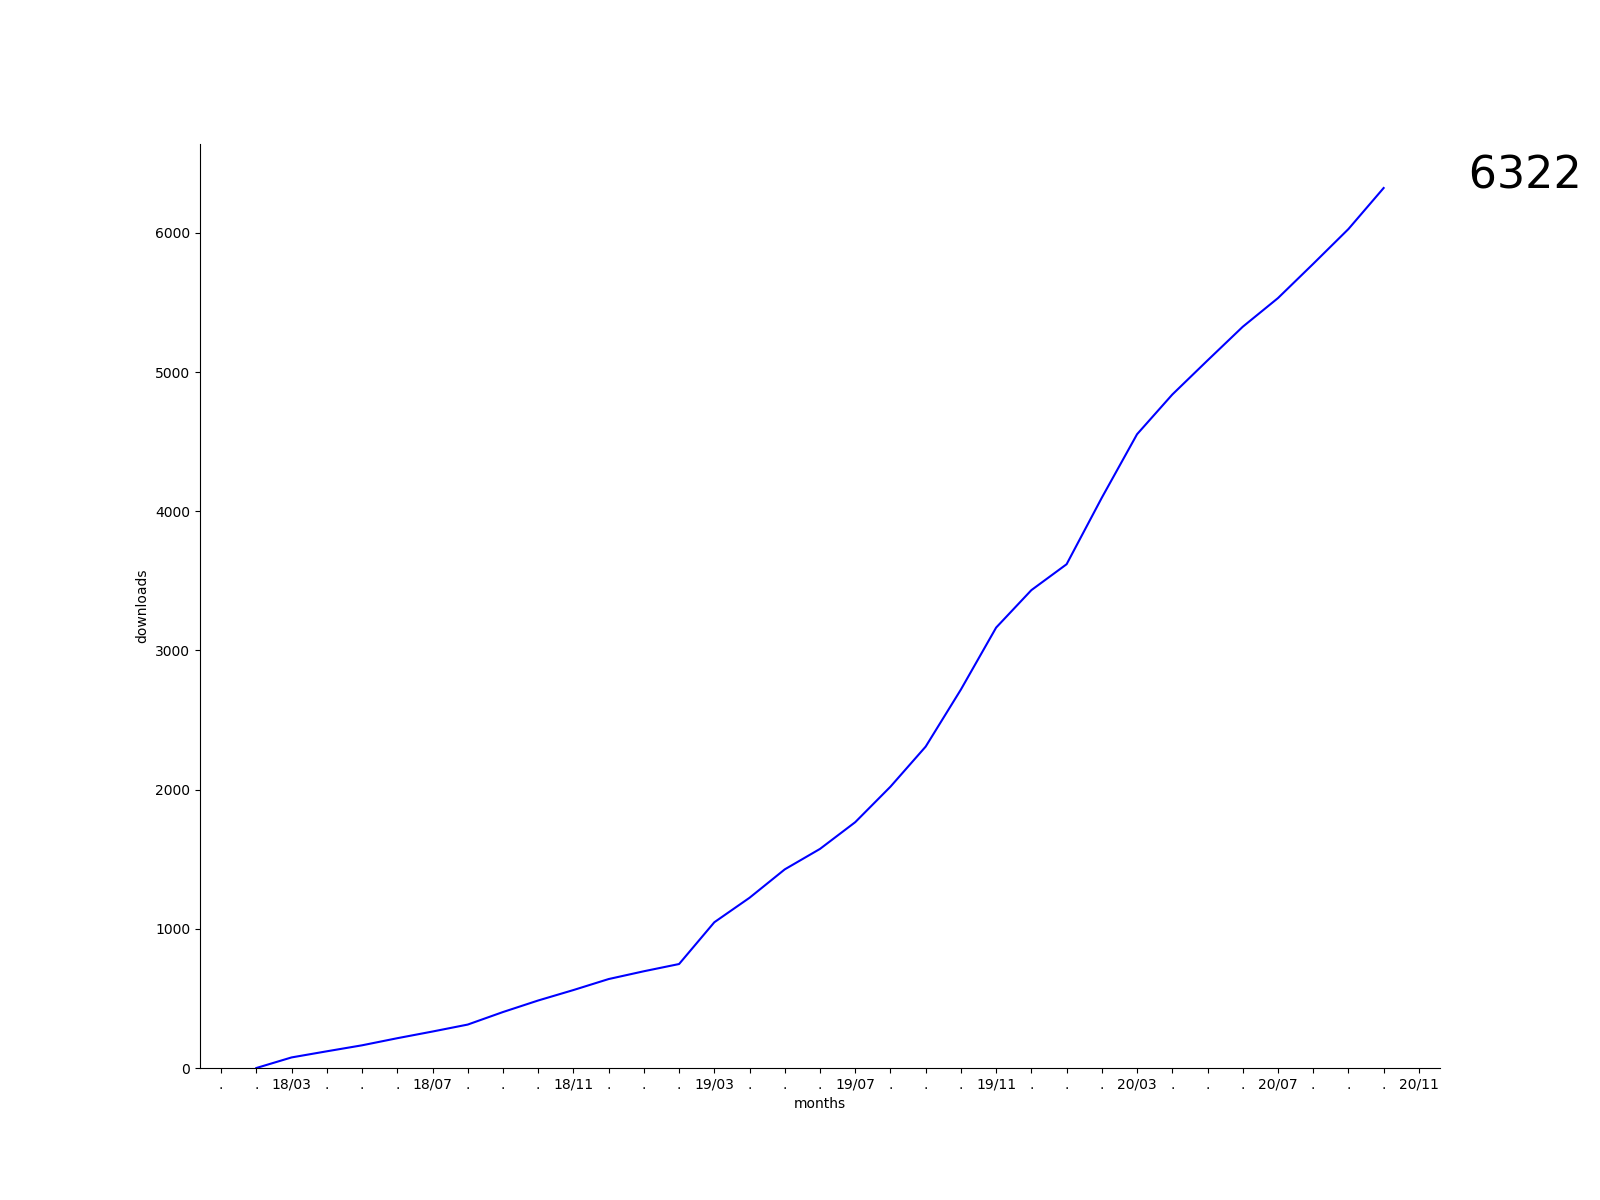 6322
6000
5000
4000
3000
2000
1000
0
downloads
. . 18/03 . . . 18/07 . . . 18/11 . . . 19/03 . . . 19/07 . . . 19/11 . . . 20/03 . . . 20/07 . . . 20/11
months